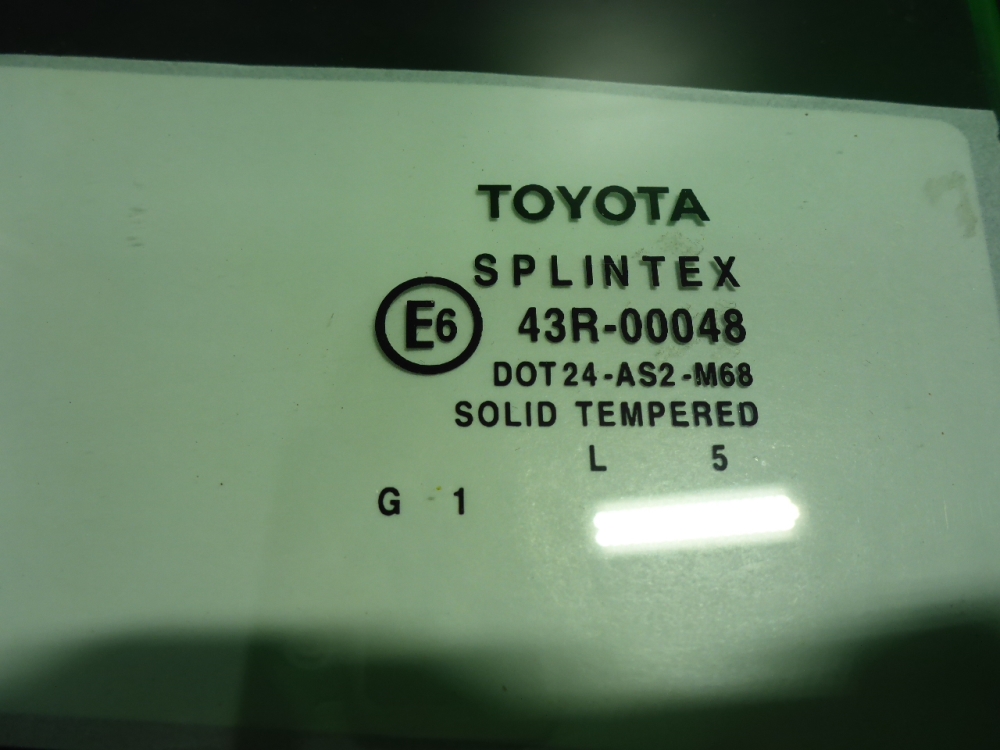 TOYOTA
SPLINTEX
E6 43R-00048
DOT24-AS2-M68
SOLID TEMPERED
L 5
G 1